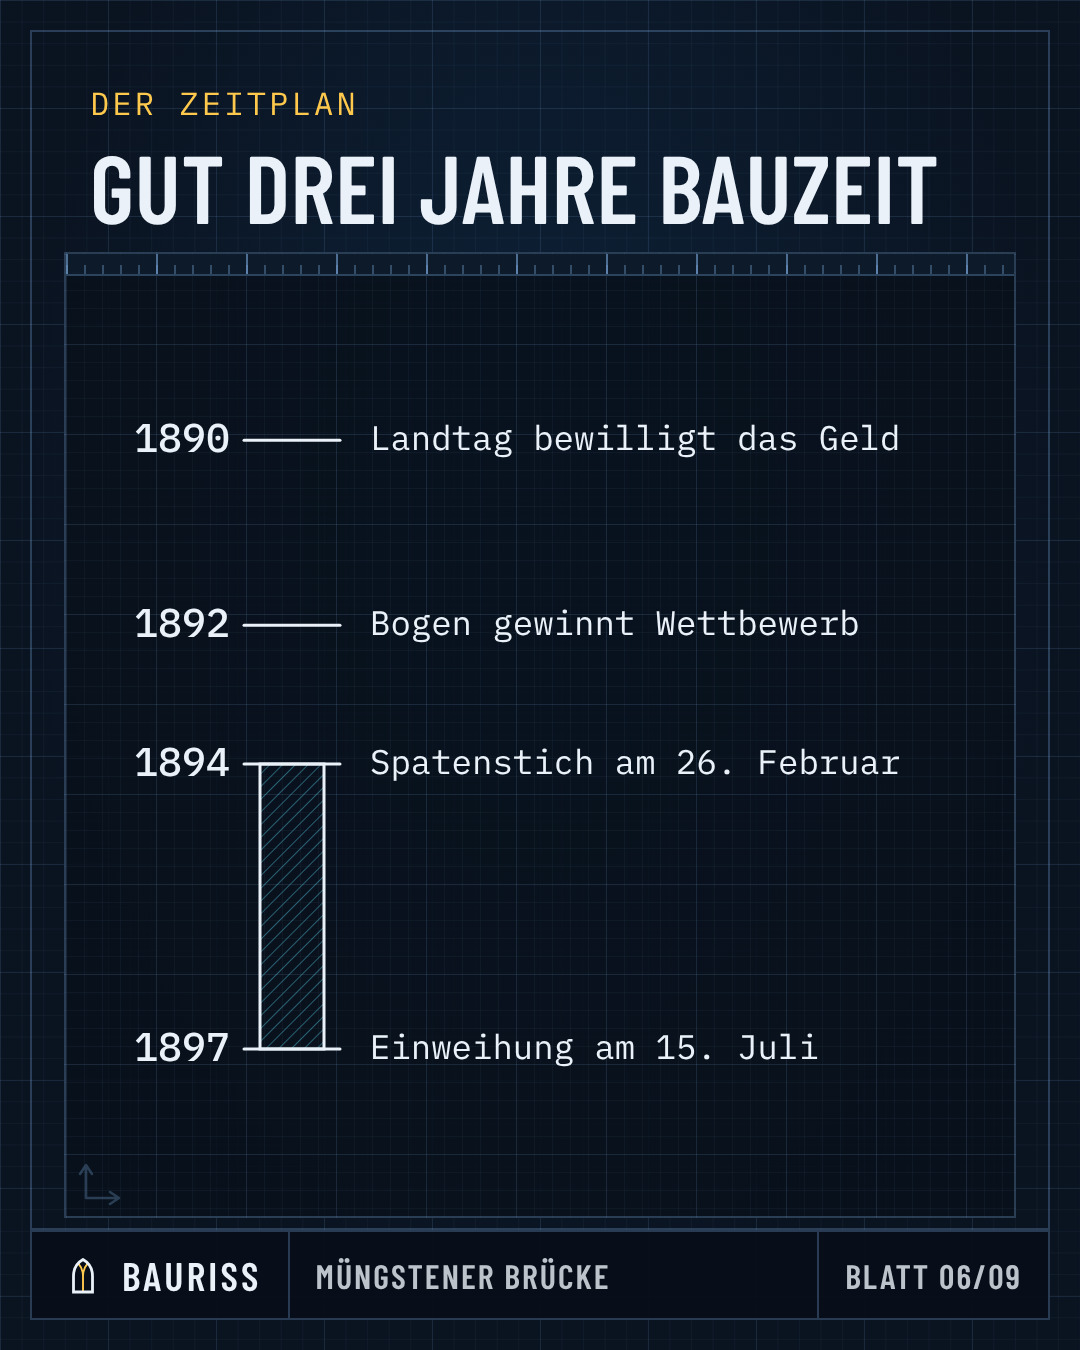 DER ZEITPLAN
GUT DREI JAHRE BAUZEIT
1890 Landtag bewilligt das Geld
1892 Bogen gewinnt Wettbewerb
1894 Spatenstich am 26. Februar
1897 Einweihung am 15. Juli
BAURISS MÜNGSTENER BRÜCKE BLATT 06/09